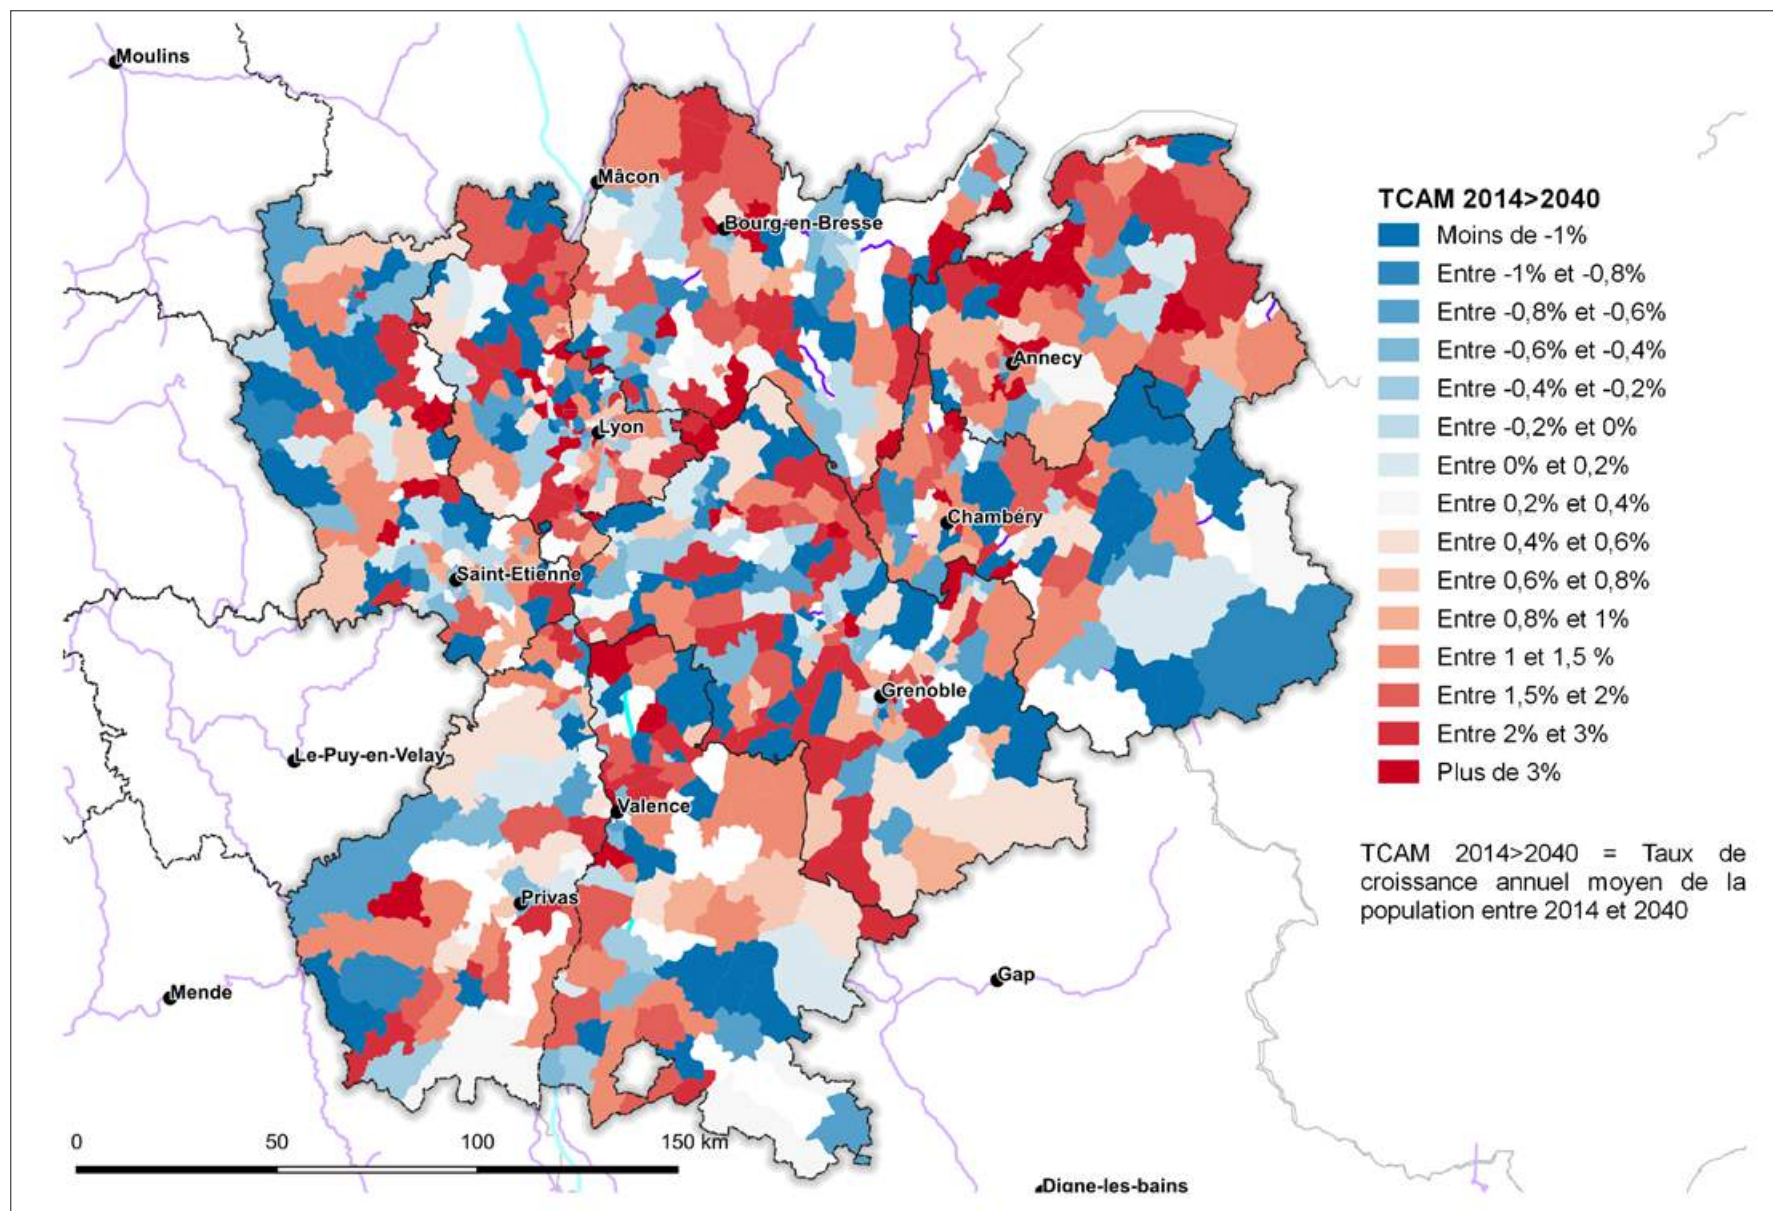 Moulins
Mâcon
Bourg-en-Bresse
Annecy
Lyon
Chambéry
Saint-Etienne
Grenoble
Le-Puy-en-Velay
Valence
Privas
Mende
Gap
Digne-les-bains
0 50 100 150 km
TCAM 2014>2040
Moins de -1%
Entre -1% et -0,8%
Entre -0,8% et -0,6%
Entre -0,6% et -0,4%
Entre -0,4% et -0,2%
Entre -0,2% et 0%
Entre 0% et 0,2%
Entre 0,2% et 0,4%
Entre 0,4% et 0,6%
Entre 0,6% et 0,8%
Entre 0,8% et 1%
Entre 1 et 1,5 %
Entre 1,5% et 2%
Entre 2% et 3%
Plus de 3%
TCAM 2014>2040 = Taux de
croissance annuel moyen de la
population entre 2014 et 2040